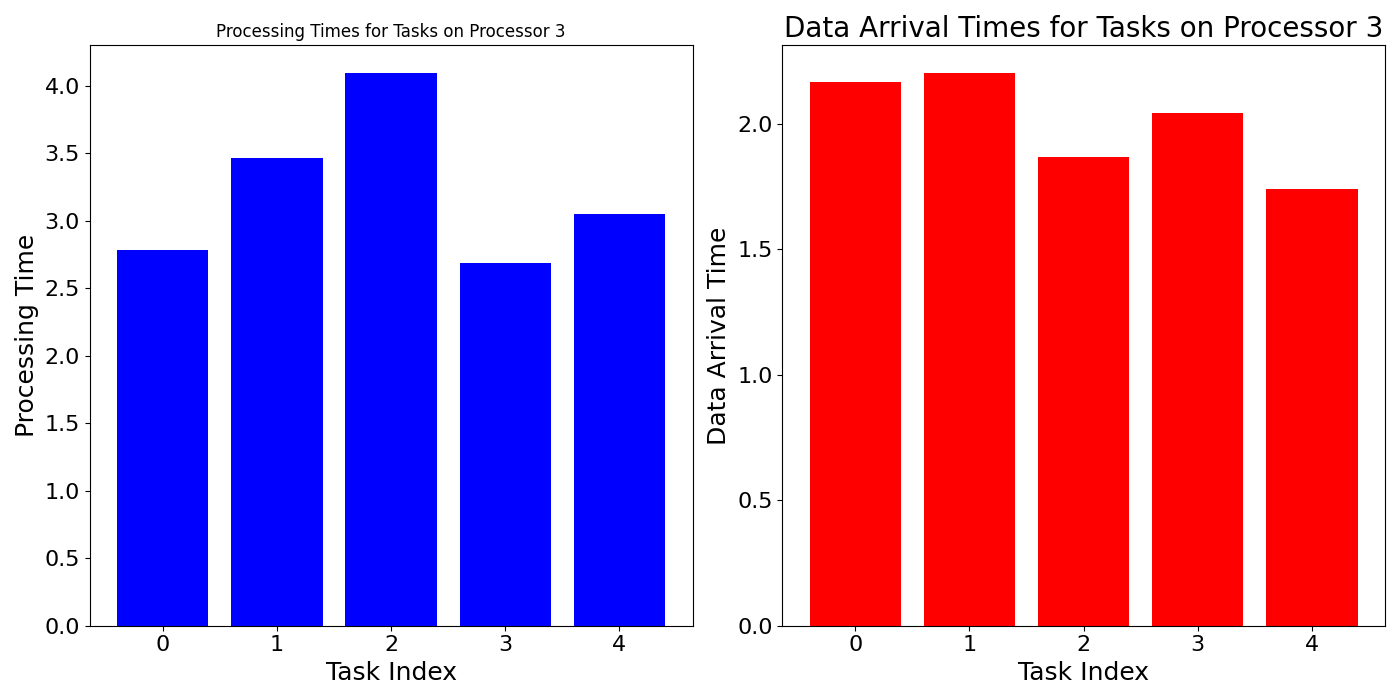 Processing Times for Tasks on Processor 3
Processing Time
4.0
3.5
3.0
2.5
2.0
1.5
1.0
0.5
0.0
0 1 2 3 4
Task Index
Data Arrival Times for Tasks on Processor 3
Data Arrival Time
2.0
1.5
1.0
0.5
0.0
0 1 2 3 4
Task Index